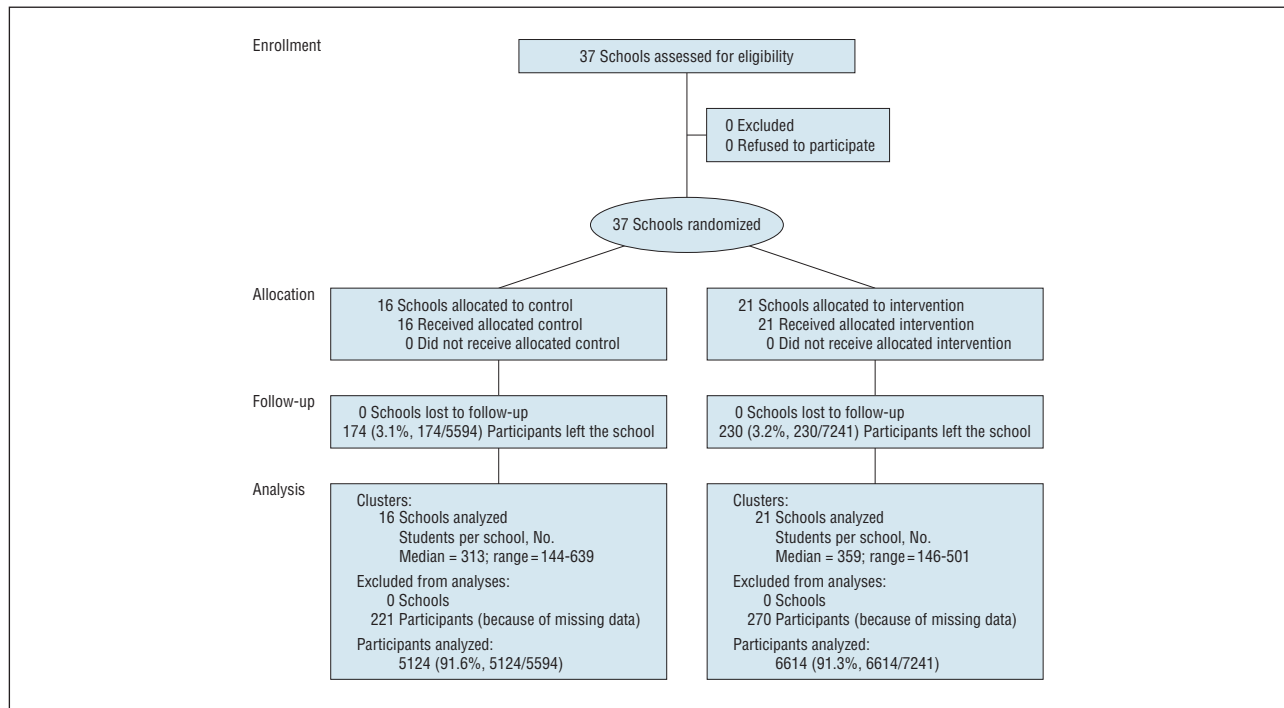 Enrollment
37 Schools assessed for eligibility
0 Excluded
0 Refused to participate
37 Schools randomized
Allocation
16 Schools allocated to control
16 Received allocated control
0 Did not receive allocated control
21 Schools allocated to intervention
21 Received allocated intervention
0 Did not receive allocated intervention
Follow-up
0 Schools lost to follow-up
174 (3.1%, 174/5594) Participants left the school
0 Schools lost to follow-up
230 (3.2%, 230/7241) Participants left the school
Analysis
Clusters:
16 Schools analyzed
Students per school, No.
Median = 313; range = 144-639
Excluded from analyses:
0 Schools
221 Participants (because of missing data)
Participants analyzed:
5124 (91.6%, 5124/5594)
Clusters:
21 Schools analyzed
Students per school, No.
Median = 359; range = 146-501
Excluded from analyses:
0 Schools
270 Participants (because of missing data)
Participants analyzed:
6614 (91.3%, 6614/7241)